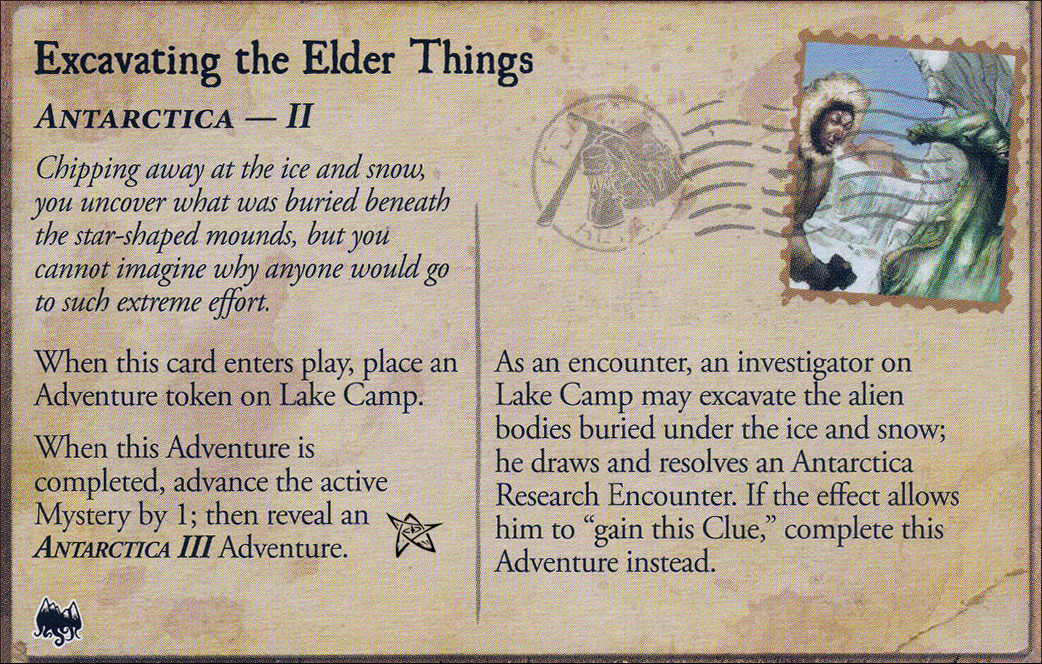 Excavating the Elder Things
Antarctica — II
Chipping away at the ice and snow,
you uncover what was buried beneath
the star-shaped mounds, but you
cannot imagine why anyone would go
to such extreme effort.
When this card enters play, place an
Adventure token on Lake Camp.
When this Adventure is
completed, advance the active
Mystery by 1; then reveal an
Antarctica III Adventure.
As an encounter, an investigator on
Lake Camp may excavate the alien
bodies buried under the ice and snow;
he draws and resolves an Antarctica
Research Encounter. If the effect allows
him to “gain this Clue,” complete this
Adventure instead.